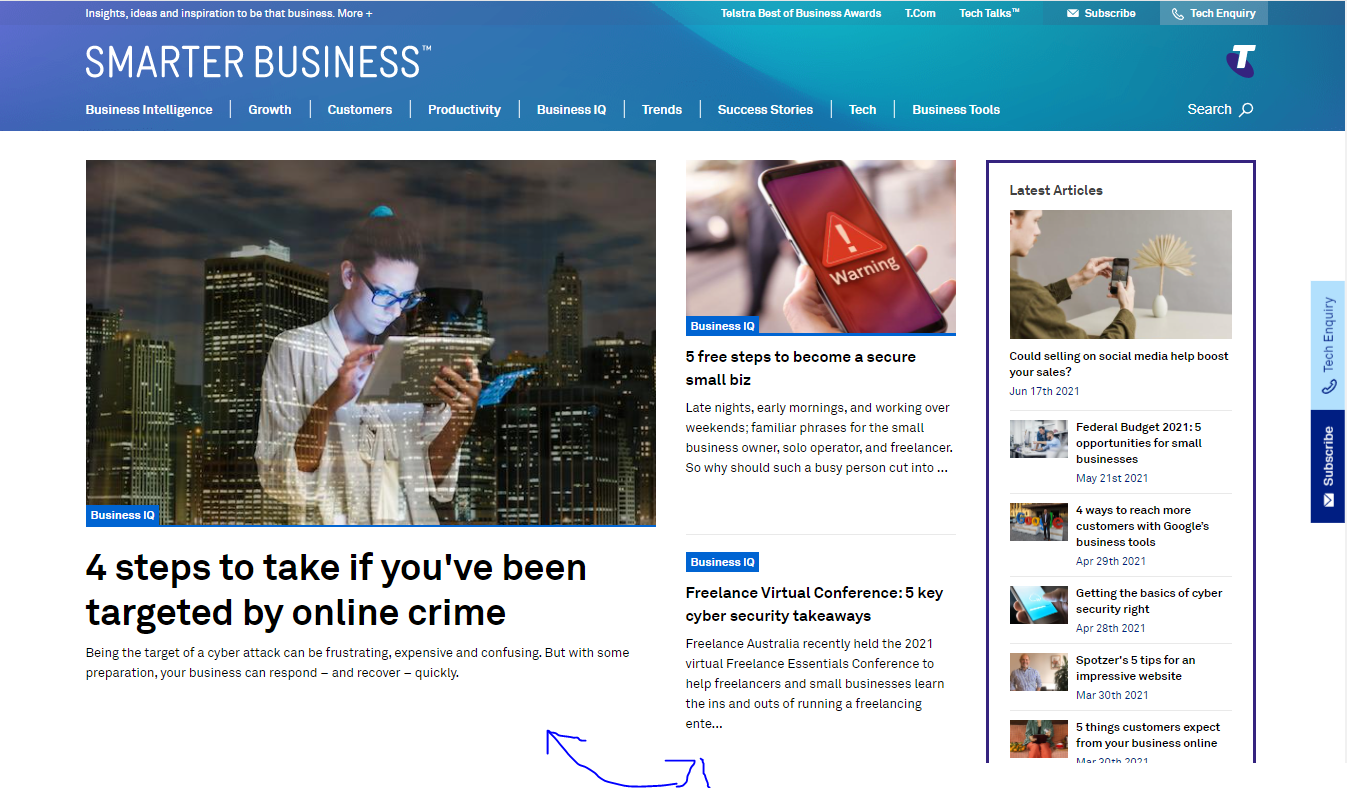 Insights, ideas and inspiration to be that business. More +
Telstra Best of Business Awards
T.Com
Tech Talks™
Subscribe
Tech Enquiry
SMARTER BUSINESS™
T
Business Intelligence
Growth
Customers
Productivity
Business IQ
Trends
Success Stories
Tech
Business Tools
Search
Business IQ
4 steps to take if you've been
targeted by online crime
Being the target of a cyber attack can be frustrating, expensive and confusing. But with some
preparation, your business can respond – and recover – quickly.
Warning
Business IQ
5 free steps to become a secure
small biz
Late nights, early mornings, and working over
weekends; familiar phrases for the small
business owner, solo operator, and freelancer.
So why should such a busy person cut into ...
Business IQ
Freelance Virtual Conference: 5 key
cyber security takeaways
Freelance Australia recently held the 2021
virtual Freelance Essentials Conference to
help freelancers and small businesses learn
the ins and outs of running a freelancing
ente...
Latest Articles
Could selling on social media help boost
your sales?
Jun 17th 2021
Federal Budget 2021: 5
opportunities for small
businesses
May 21st 2021
4 ways to reach more
customers with Google's
business tools
Apr 29th 2021
Getting the basics of cyber
security right
Apr 28th 2021
Spotzer's 5 tips for an
impressive website
Mar 30th 2021
5 things customers expect
from your business online
Mar 30th 2021
Tech Enquiry
Subscribe